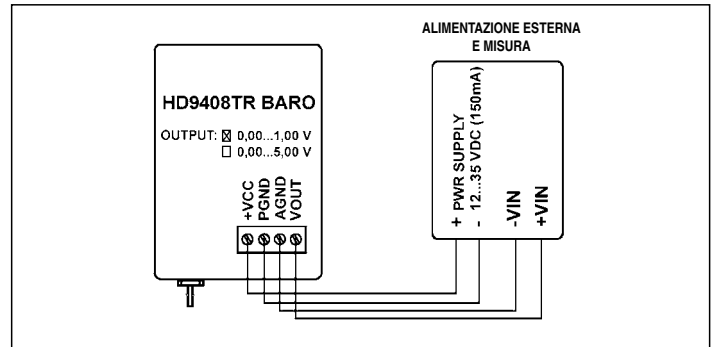 ALIMENTAZIONE ESTERNA
E MISURA
HD9408TR BARO
OUTPUT: ☒ 0,00...1,00 V
☐ 0,00...5,00 V
+VCC
PGND
AGND
VOUT
+ PWR SUPPLY
- 12...35 VDC (150mA)
-VIN
+VIN